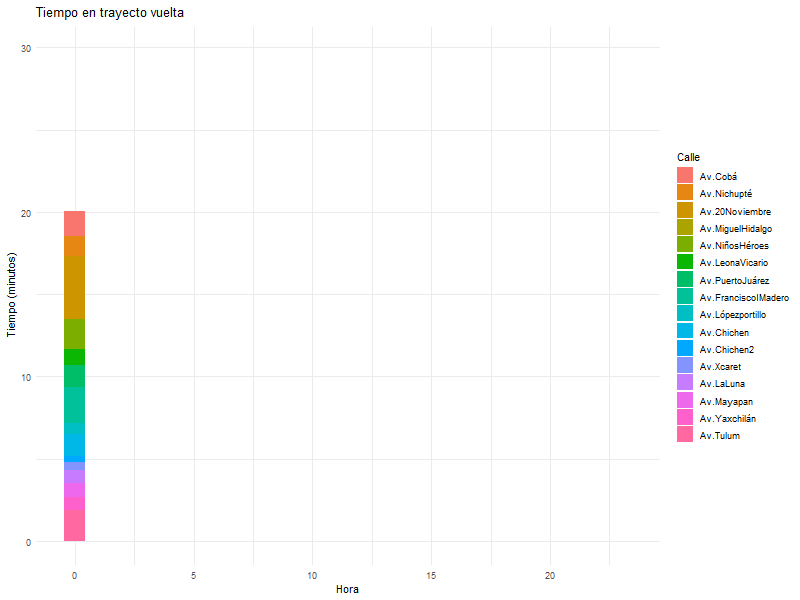 Tiempo en trayecto vuelta
Tiempo (minutos)
30
20
10
0
0 5 10 15 20
Hora
Calle
Av.Cobá
Av.Nichupté
Av.20Noviembre
Av.MiguelHidalgo
Av.NiñosHéroes
Av.LeonaVicario
Av.PuertoJuárez
Av.FranciscoIMadero
Av.Lópezportillo
Av.Chichen
Av.Chichen2
Av.Xcaret
Av.LaLuna
Av.Mayapan
Av.Yaxchilán
Av.Tulum